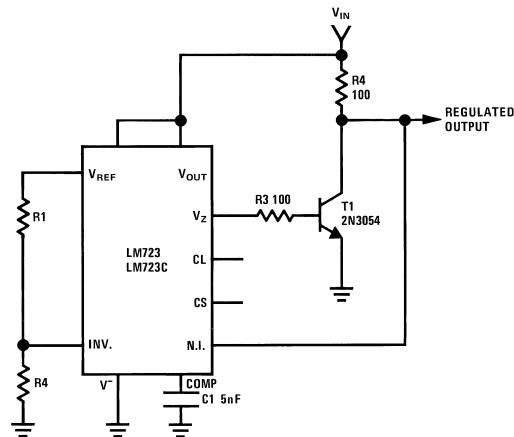 VIN
R4
100
REGULATED
OUTPUT
VREF
VOUT
R1
R3 100
T1
2N3054
VZ
LM723
LM723C
CL
CS
INV.
N.I.
R4
V-
COMP
C1 5nF